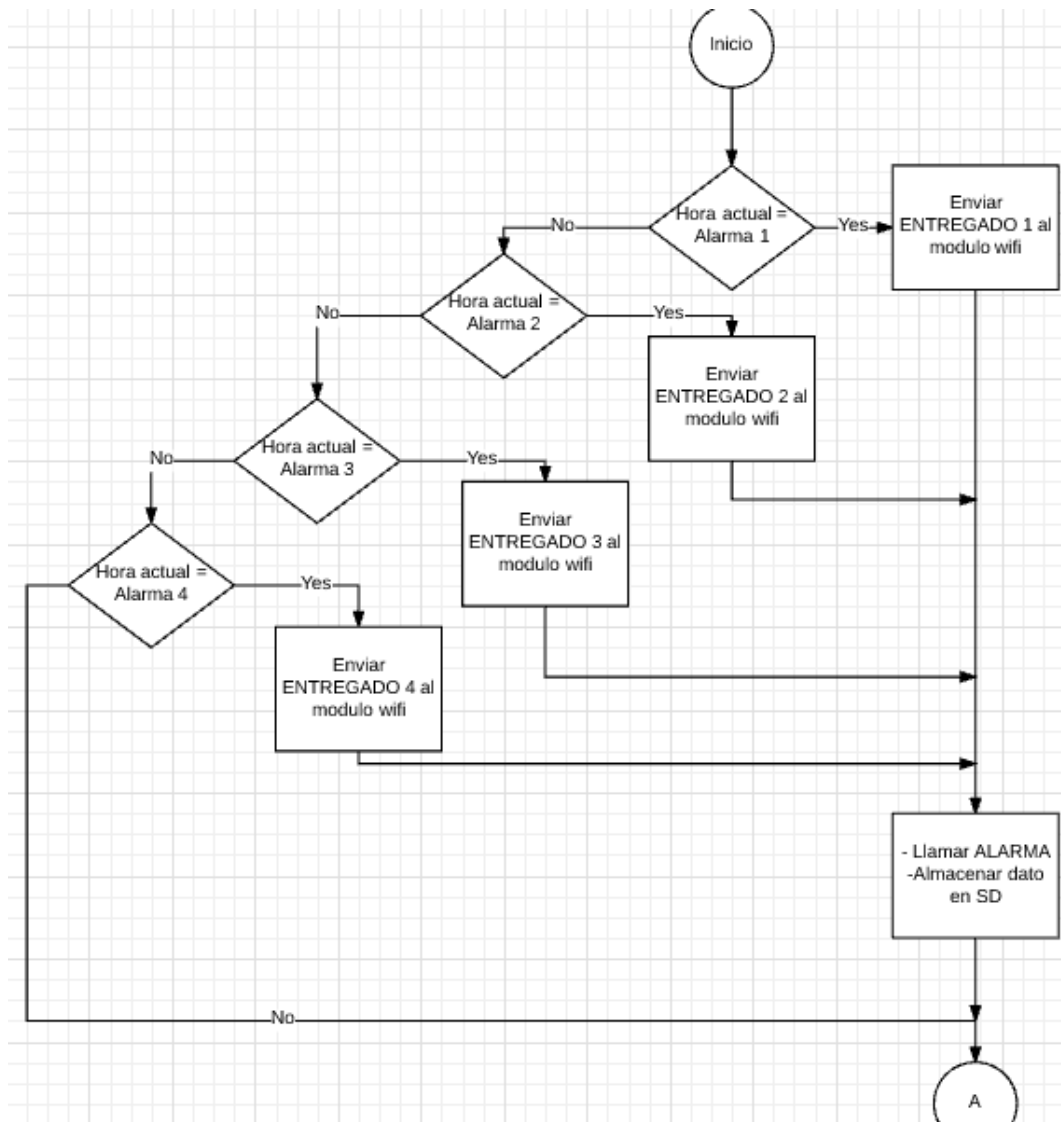 Inicio
Hora actual =
Alarma 1
No
Yes
Enviar
ENTREGADO 1 al
modulo wifi
Hora actual =
Alarma 2
No
Yes
Enviar
ENTREGADO 2 al
modulo wifi
Hora actual =
Alarma 3
No
Yes
Enviar
ENTREGADO 3 al
modulo wifi
Hora actual =
Alarma 4
Yes
Enviar
ENTREGADO 4 al
modulo wifi
- Llamar ALARMA
-Almacenar dato
en SD
No
A